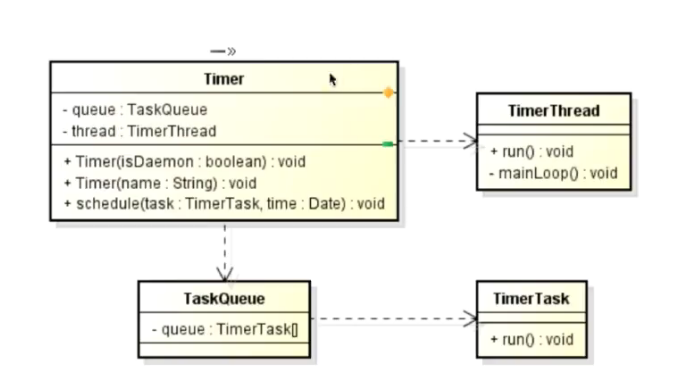 Timer
- queue : TaskQueue
- thread : TimerThread
+ Timer(isDaemon : boolean) : void
+ Timer(name : String) : void
+ schedule(task : TimerTask, time : Date) : void
TimerThread
+ run() : void
- mainLoop() : void
TaskQueue
- queue : TimerTask[]
TimerTask
+ run() : void